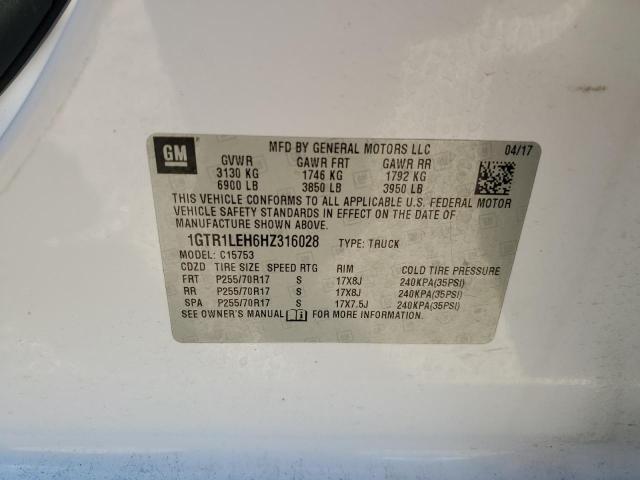 GM
MFD BY GENERAL MOTORS LLC 04/17
GVWR GAWR FRT GAWR RR
3130 KG 1746 KG 1792 KG
6900 LB 3850 LB 3950 LB
THIS VEHICLE CONFORMS TO ALL APPLICABLE U.S. FEDERAL MOTOR
VEHICLE SAFETY STANDARDS IN EFFECT ON THE DATE OF
MANUFACTURE SHOWN ABOVE.
1GTR1LEH6HZ316028 TYPE: TRUCK
MODEL: C15753
CDZD TIRE SIZE SPEED RTG RIM COLD TIRE PRESSURE
FRT P255/70R17 S 17X8J 240KPA(35PSI)
RR P255/70R17 S 17X8J 240KPA(35PSI)
SPA P255/70R17 S 17X7.5J 240KPA(35PSI)
SEE OWNER'S MANUAL FOR MORE INFORMATION.